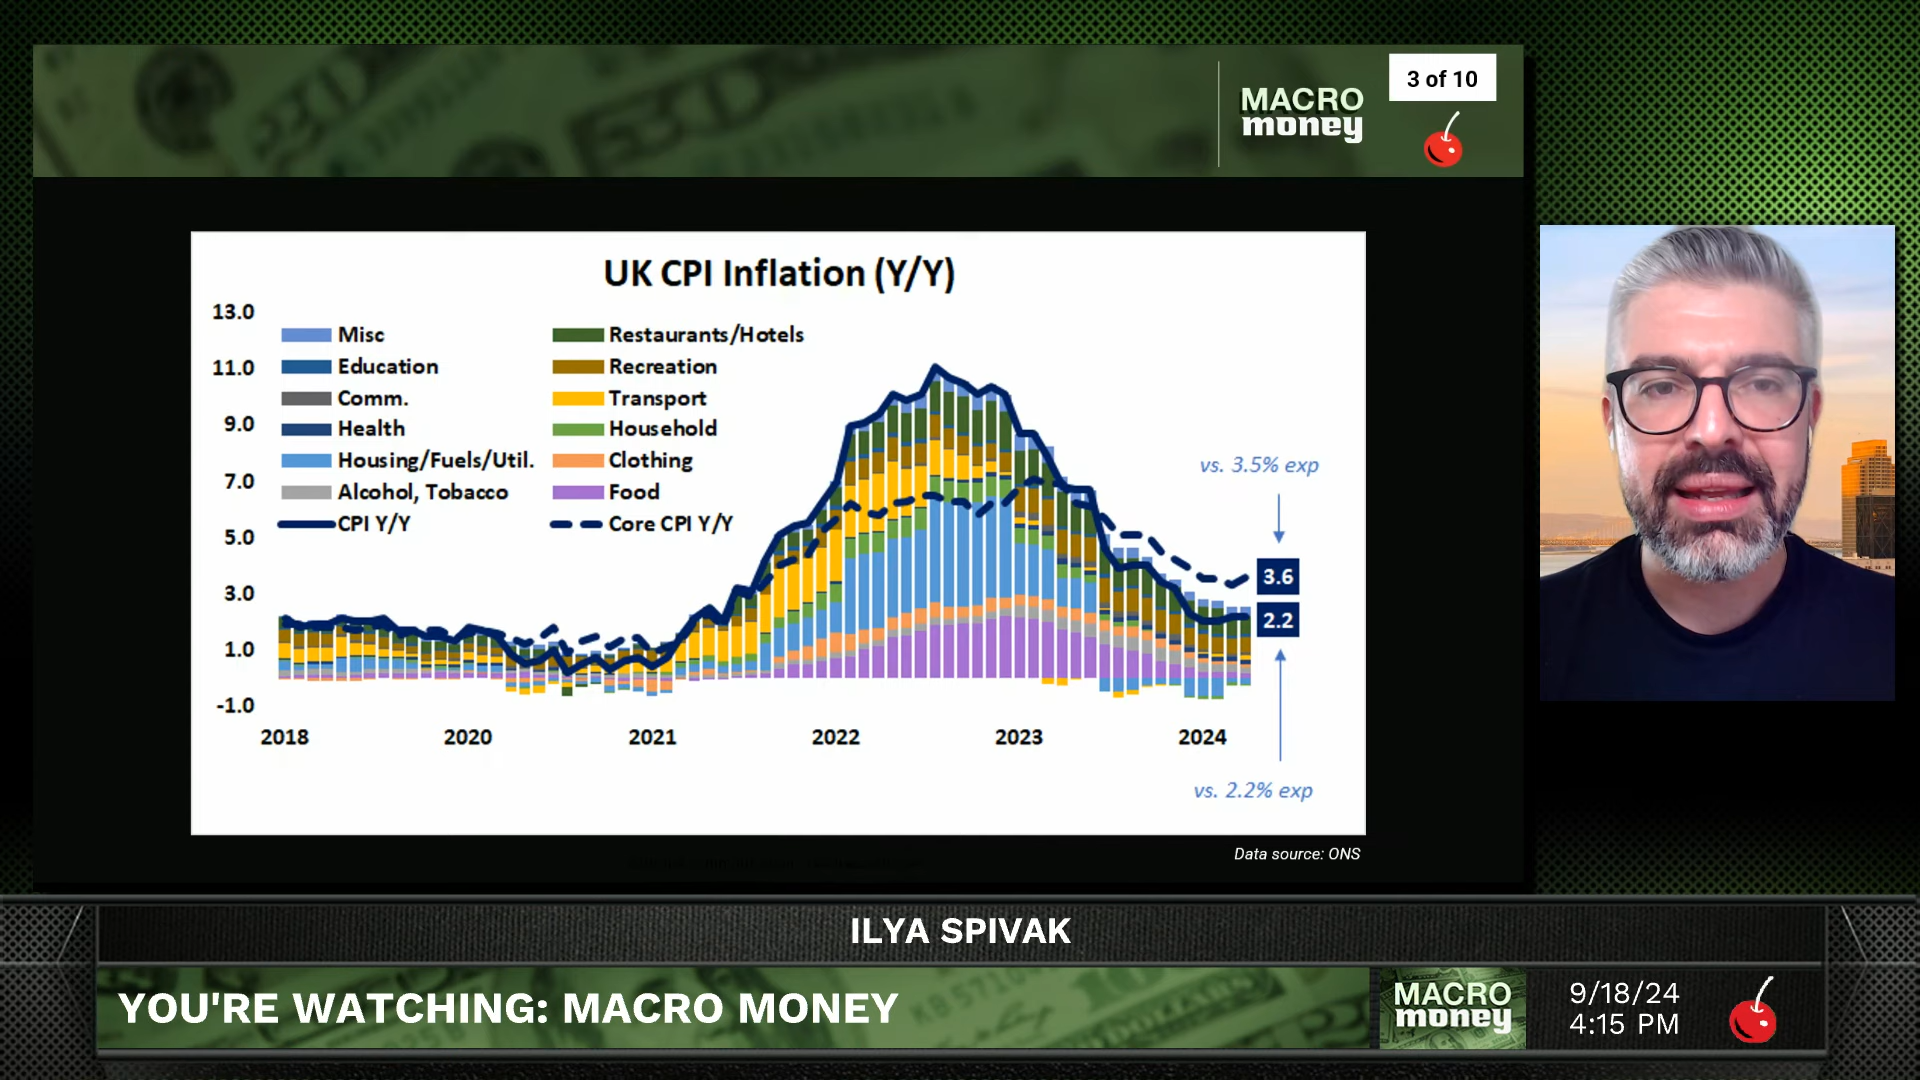 MACRO
money
3 of 10
UK CPI Inflation (Y/Y)
13.0
11.0
9.0
7.0
5.0
3.0
1.0
-1.0
Misc
Restaurants/Hotels
Education
Recreation
Comm.
Transport
Health
Household
Housing/Fuels/Util.
Clothing
Alcohol, Tobacco
Food
CPI Y/Y
Core CPI Y/Y
vs. 3.5% exp
3.6
2.2
2018
2020
2021
2022
2023
2024
vs. 2.2% exp
Data source: ONS
ILYA SPIVAK
YOU'RE WATCHING: MACRO MONEY
MACRO
money
9/18/24
4:15 PM